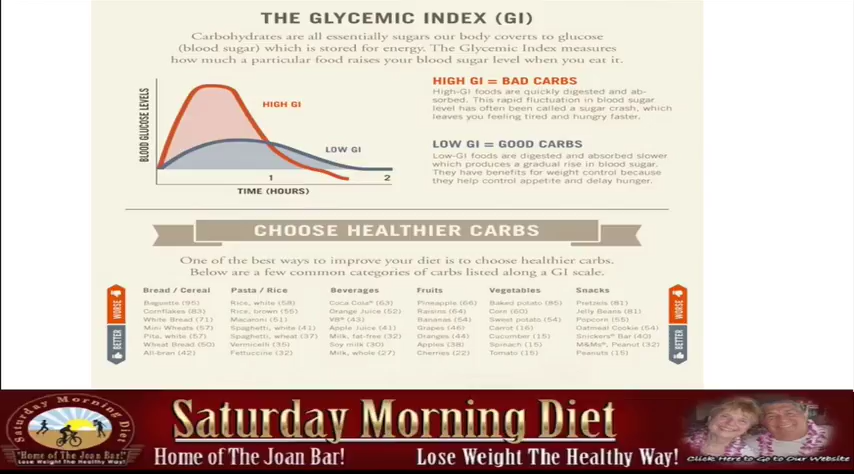 THE GLYCEMIC INDEX (GI)
Carbohydrates are all essentially sugars our body coverts to glucose
(blood sugar) which is stored for energy. The Glycemic Index measures
how much a particular food raises your blood sugar level when you eat it.
BLOOD GLUCOSE LEVELS
HIGH GI
LOW GI
1
2
TIME (HOURS)
HIGH GI = BAD CARBS
High-GI foods are quickly digested and ab-
sorbed. This rapid fluctuation in blood sugar
level has often been called a sugar crash, which
leaves you feeling tired and hungry faster.
LOW GI = GOOD CARBS
Low-GI foods are digested and absorbed slower
which produces a gradual rise in blood sugar.
They have benefits for weight control because
they help control appetite and delay hunger.
CHOOSE HEALTHIER CARBS
One of the best ways to improve your diet is to choose healthier carbs.
Below are a few common categories of carbs listed along a GI scale.
WORSE
BETTER
Bread / Cereal
Baguette (95)
Cornflakes (83)
White Bread (71)
Mini Wheats (57)
Pita, white (57)
Wheat Bread (50)
All-bran (42)
Pasta / Rice
Rice, white (58)
Rice, brown (55)
Macaroni (51)
Spaghetti, white (41)
Spaghetti, wheat (37)
Vermicelli (35)
Fettuccine (32)
Beverages
Coca Cola® (63)
Orange Juice (52)
V8® (43)
Apple Juice (41)
Milk, fat-free (32)
Soy milk (30)
Milk, whole (27)
Fruits
Pineapple (66)
Raisins (64)
Bananas (54)
Grapes (46)
Oranges (44)
Apples (38)
Cherries (22)
Vegetables
Baked potato (85)
Corn (60)
Sweet potato (54)
Carrot (16)
Cucumber (15)
Spinach (15)
Tomato (15)
Snacks
Pretzels (81)
Jelly Beans (81)
Popcorn (55)
Oatmeal Cookie (54)
Snickers® Bar (40)
M&Ms®, Peanut (32)
Peanuts (15)
WORSE
BETTER
Saturday Morning Diet
"Home of The Joan Bar!"
Lose Weight The Healthy Way!
Saturday Morning Diet
Home of The Joan Bar!
Lose Weight The Healthy Way!
Click Here to Go to Our Website